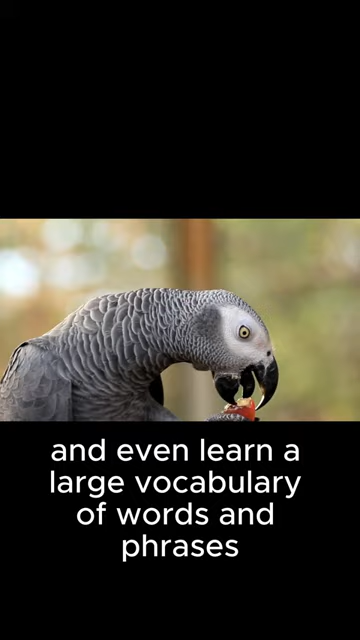 and even learn a
large vocabulary
of words and
phrases